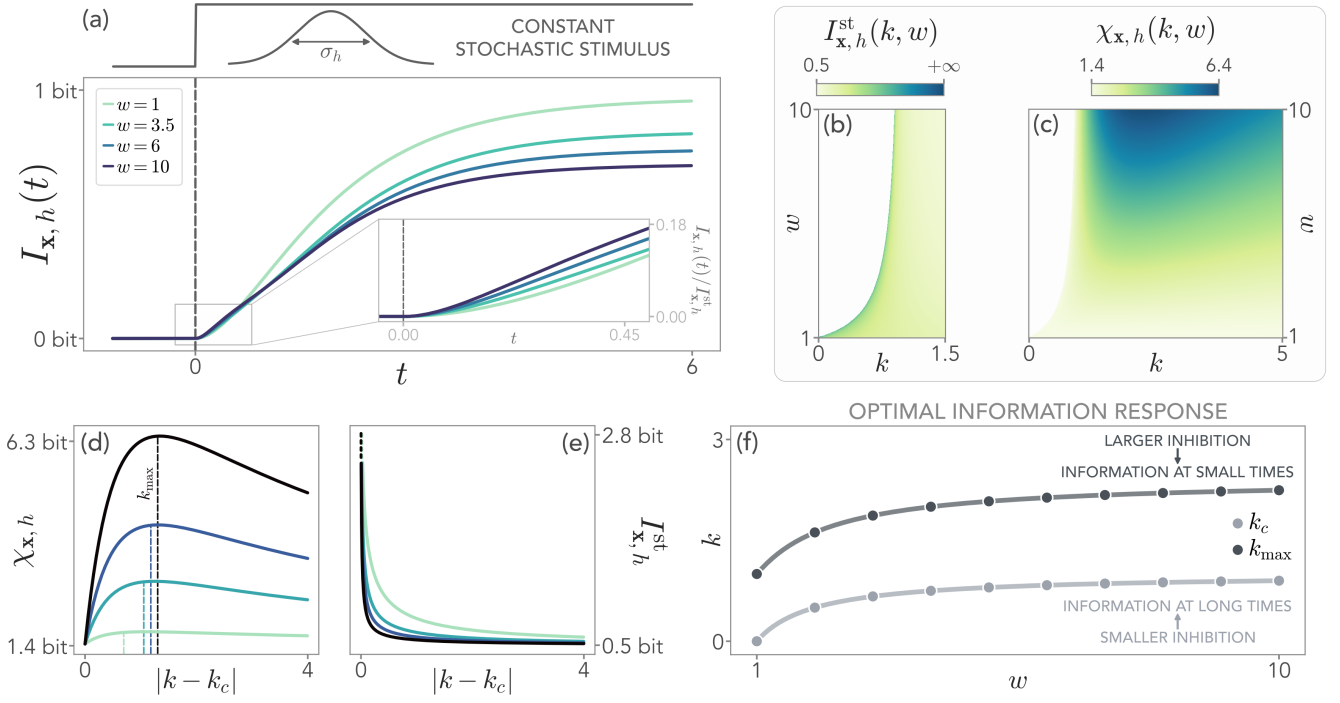 (a)
CONSTANT
STOCHASTIC STIMULUS
σ_h
1 bit
0 bit
I_{x, h}(t)
w = 1
w = 3.5
w = 6
w = 10
0
t
6
0.18
0.00
I_{x, h}(t)/I^{st}_{x, h}
0.00
t
0.45
I^{st}_{x, h}(k, w)
0.5
+∞
10
(b)
w
1
0
k
1.5
χ_{x, h}(k, w)
1.4
6.4
(c)
10
w
1
0
k
5
(d)
6.3 bit
1.4 bit
χ_{x, h}
k_max
0
|k − k_c|
4
(e)
2.8 bit
0.5 bit
I^{st}_{x, h}
0
|k − k_c|
4
OPTIMAL INFORMATION RESPONSE
(f)
3
k
0
LARGER INHIBITION
INFORMATION AT SMALL TIMES
k_c
k_max
INFORMATION AT LONG TIMES
SMALLER INHIBITION
1
w
10